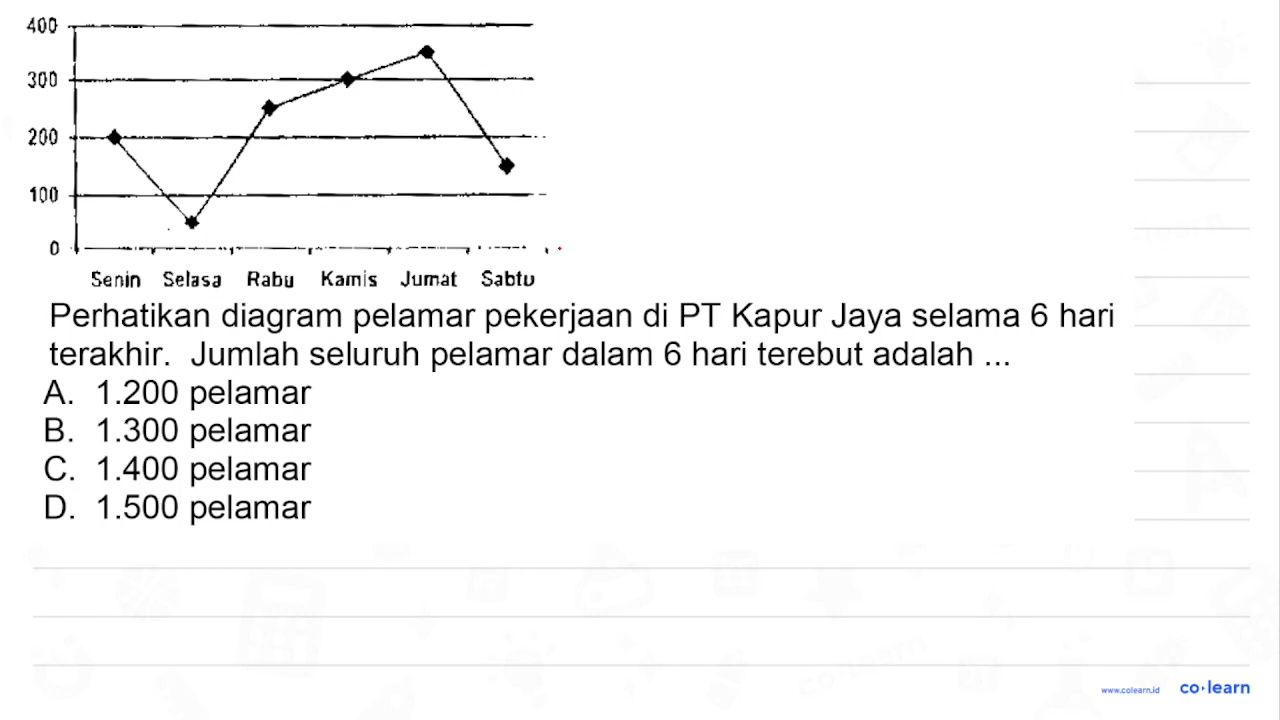 400
300
200
100
0
Senin Selasa Rabu Kamis Jumat Sabtu
Perhatikan diagram pelamar pekerjaan di PT Kapur Jaya selama 6 hari
terakhir. Jumlah seluruh pelamar dalam 6 hari terebut adalah ...
A. 1.200 pelamar
B. 1.300 pelamar
C. 1.400 pelamar
D. 1.500 pelamar
www.colearn.id co·learn